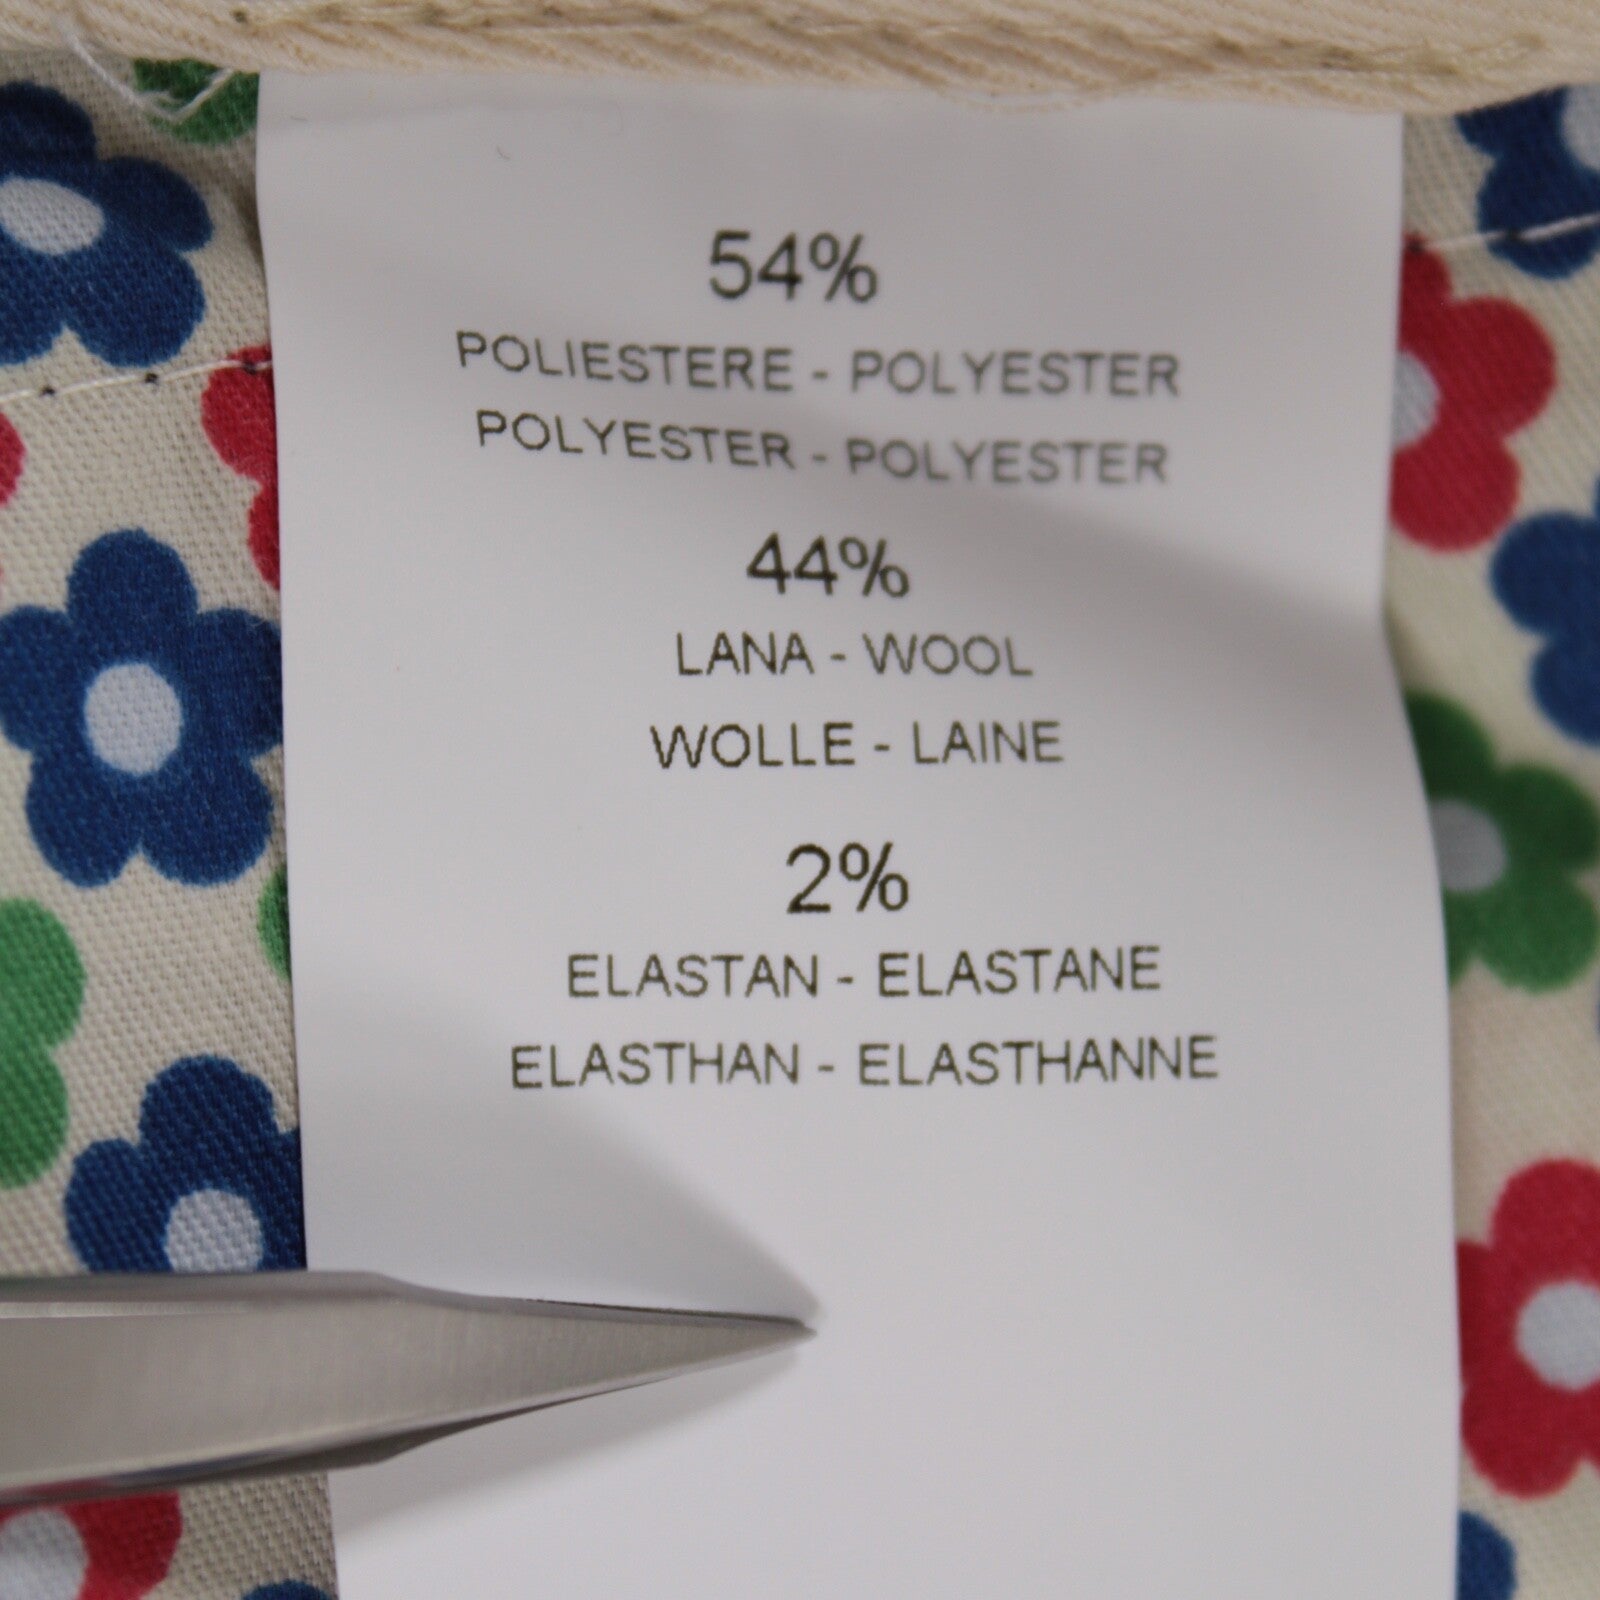 54%
POLIESTERE - POLYESTER
POLYESTER - POLYESTER
44%
LANA - WOOL
WOLLE - LAINE
2%
ELASTAN - ELASTANE
ELASTHAN - ELASTHANNE